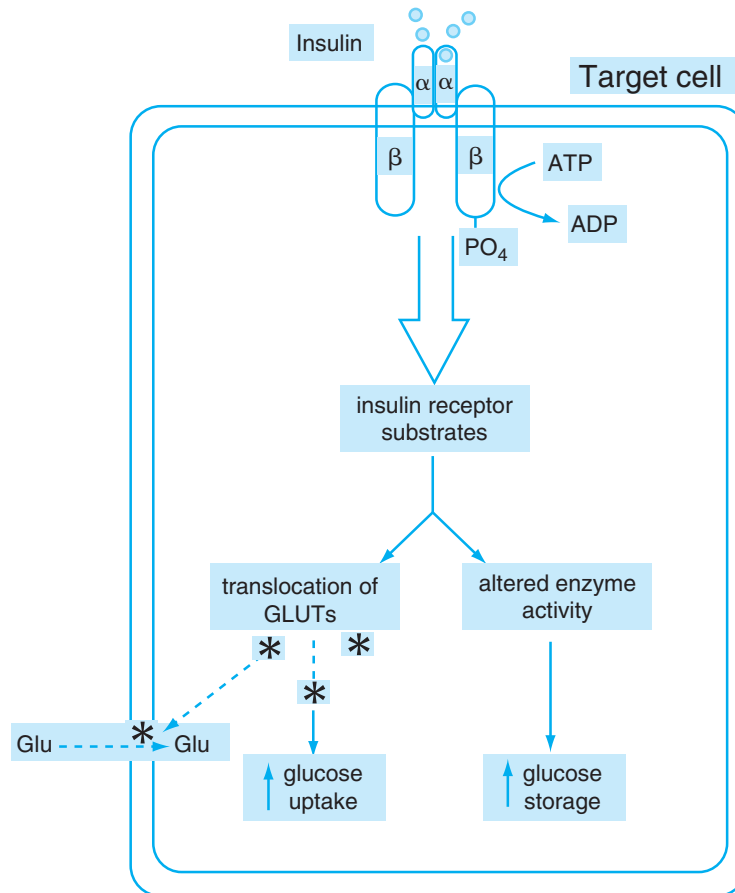 Insulin
Target cell
α α
β β
ATP
ADP
PO4
insulin receptor
substrates
translocation of
GLUTs
altered enzyme
activity
* *
*
*
Glu Glu
glucose
uptake
glucose
storage